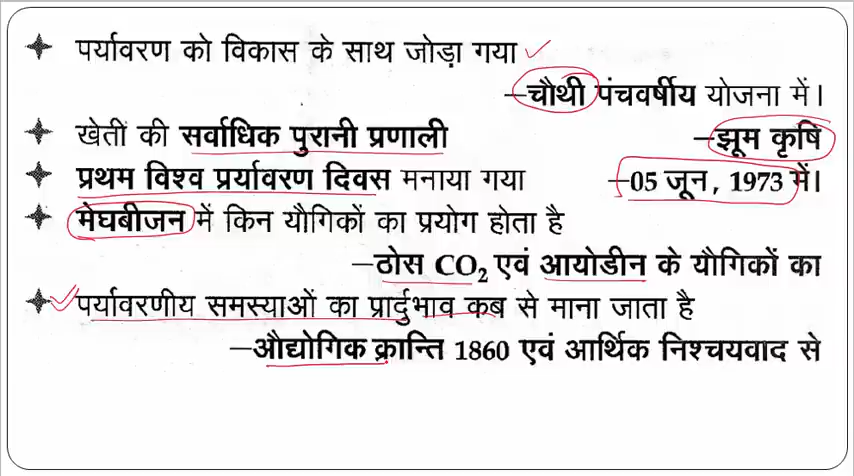 पर्यावरण को विकास के साथ जोड़ा गया
–चौथी पंचवर्षीय योजना में।
खेती की सर्वाधिक पुरानी प्रणाली –झूम कृषि
प्रथम विश्व प्रर्यावरण दिवस मनाया गया –05 जून, 1973 में।
मेघबीजन में किन यौगिकों का प्रयोग होता है
–ठोस CO₂ एवं आयोडीन के यौगिकों का
पर्यावरणीय समस्याओं का प्रार्दुभाव कब से माना जाता है
–औद्योगिक क्रान्ति 1860 एवं आर्थिक निश्चयवाद से